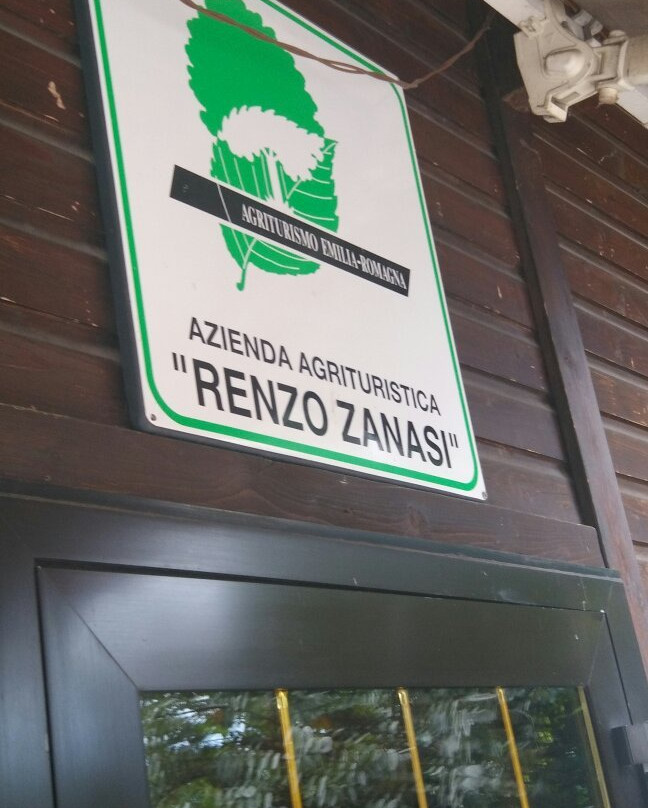 AGRITURISMO EMILIA-ROMAGNA
AZIENDA AGRITURISTICA
"RENZO ZANASI"